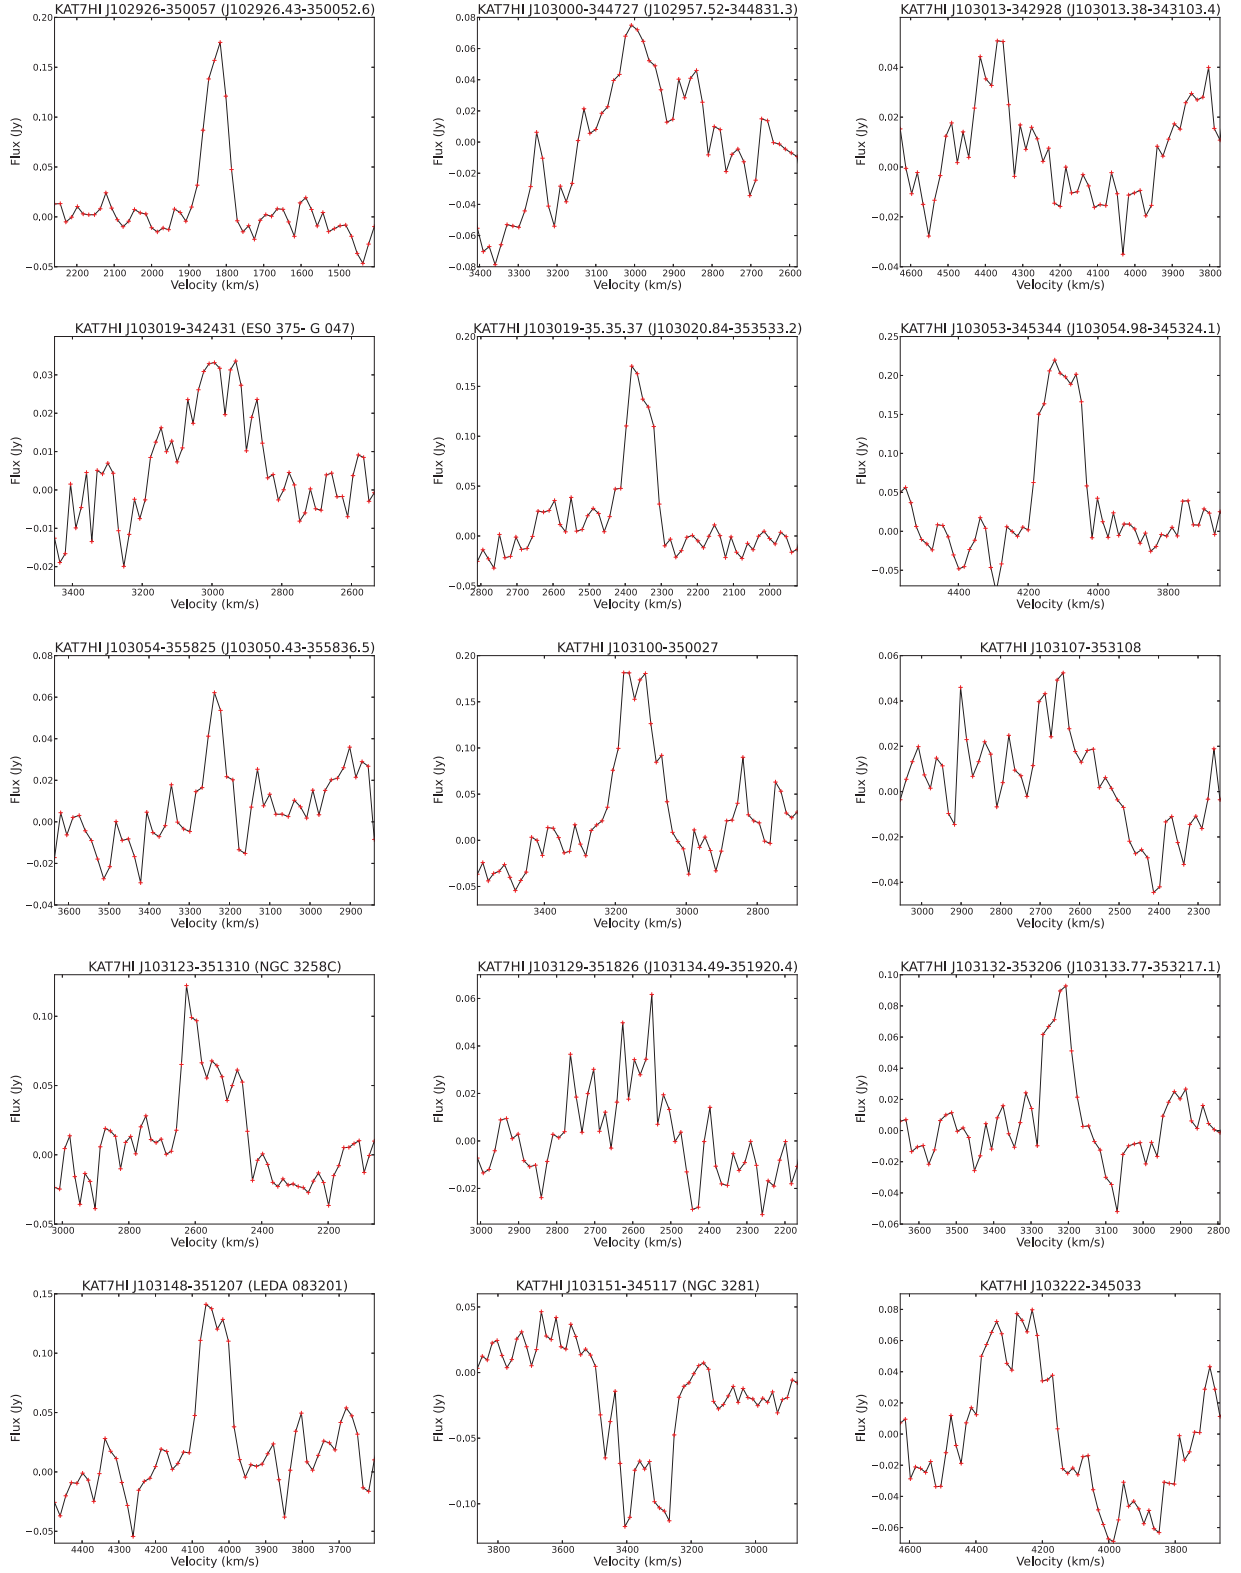 KAT7HI J102926-350057 (J102926.43-350052.6)
0.20
0.15
0.10
0.05
0.00
−0.05
Flux (Jy)
2200 2100 2000 1900 1800 1700 1600 1500
Velocity (km/s)
KAT7HI J103000-344727 (J102957.52-344831.3)
0.08
0.06
0.04
0.02
0.00
−0.02
−0.04
−0.06
−0.08
Flux (Jy)
3400 3300 3200 3100 3000 2900 2800 2700 2600
Velocity (km/s)
KAT7HI J103013-342928 (J103013.38-343103.4)
0.04
0.02
0.00
−0.02
−0.04
Flux (Jy)
4600 4500 4400 4300 4200 4100 4000 3900 3800
Velocity (km/s)
KAT7HI J103019-342431 (ES0 375- G 047)
0.03
0.02
0.01
0.00
−0.01
−0.02
Flux (Jy)
3400 3200 3000 2800 2600
Velocity (km/s)
KAT7HI J103019-35.35.37 (J103020.84-353533.2)
0.20
0.15
0.10
0.05
0.00
−0.05
Flux (Jy)
2800 2700 2600 2500 2400 2300 2200 2100 2000
Velocity (km/s)
KAT7HI J103053-345344 (J103054.98-345324.1)
0.25
0.20
0.15
0.10
0.05
0.00
−0.05
Flux (Jy)
4400 4200 4000 3800
Velocity (km/s)
KAT7HI J103054-355825 (J103050.43-355836.5)
0.08
0.06
0.04
0.02
0.00
−0.02
−0.04
Flux (Jy)
3600 3500 3400 3300 3200 3100 3000 2900
Velocity (km/s)
KAT7HI J103100-350027
0.20
0.15
0.10
0.05
0.00
−0.05
Flux (Jy)
3400 3200 3000 2800
Velocity (km/s)
KAT7HI J103107-353108
0.06
0.04
0.02
0.00
−0.02
−0.04
Flux (Jy)
3000 2900 2800 2700 2600 2500 2400 2300
Velocity (km/s)
KAT7HI J103123-351310 (NGC 3258C)
0.10
0.05
0.00
−0.05
Flux (Jy)
3000 2800 2600 2400 2200
Velocity (km/s)
KAT7HI J103129-351826 (J103134.49-351920.4)
0.06
0.04
0.02
0.00
−0.02
Flux (Jy)
3000 2900 2800 2700 2600 2500 2400 2300 2200
Velocity (km/s)
KAT7HI J103132-353206 (J103133.77-353217.1)
0.10
0.08
0.06
0.04
0.02
0.00
−0.02
−0.04
−0.06
Flux (Jy)
3600 3500 3400 3300 3200 3100 3000 2900 2800
Velocity (km/s)
KAT7HI J103148-351207 (LEDA 083201)
0.15
0.10
0.05
0.00
−0.05
Flux (Jy)
4400 4300 4200 4100 4000 3900 3800 3700
Velocity (km/s)
KAT7HI J103151-345117 (NGC 3281)
0.05
0.00
−0.05
−0.10
Flux (Jy)
3800 3600 3400 3200 3000
Velocity (km/s)
KAT7HI J103222-345033
0.08
0.06
0.04
0.02
0.00
−0.02
−0.04
−0.06
Flux (Jy)
4600 4400 4200 4000 3800
Velocity (km/s)